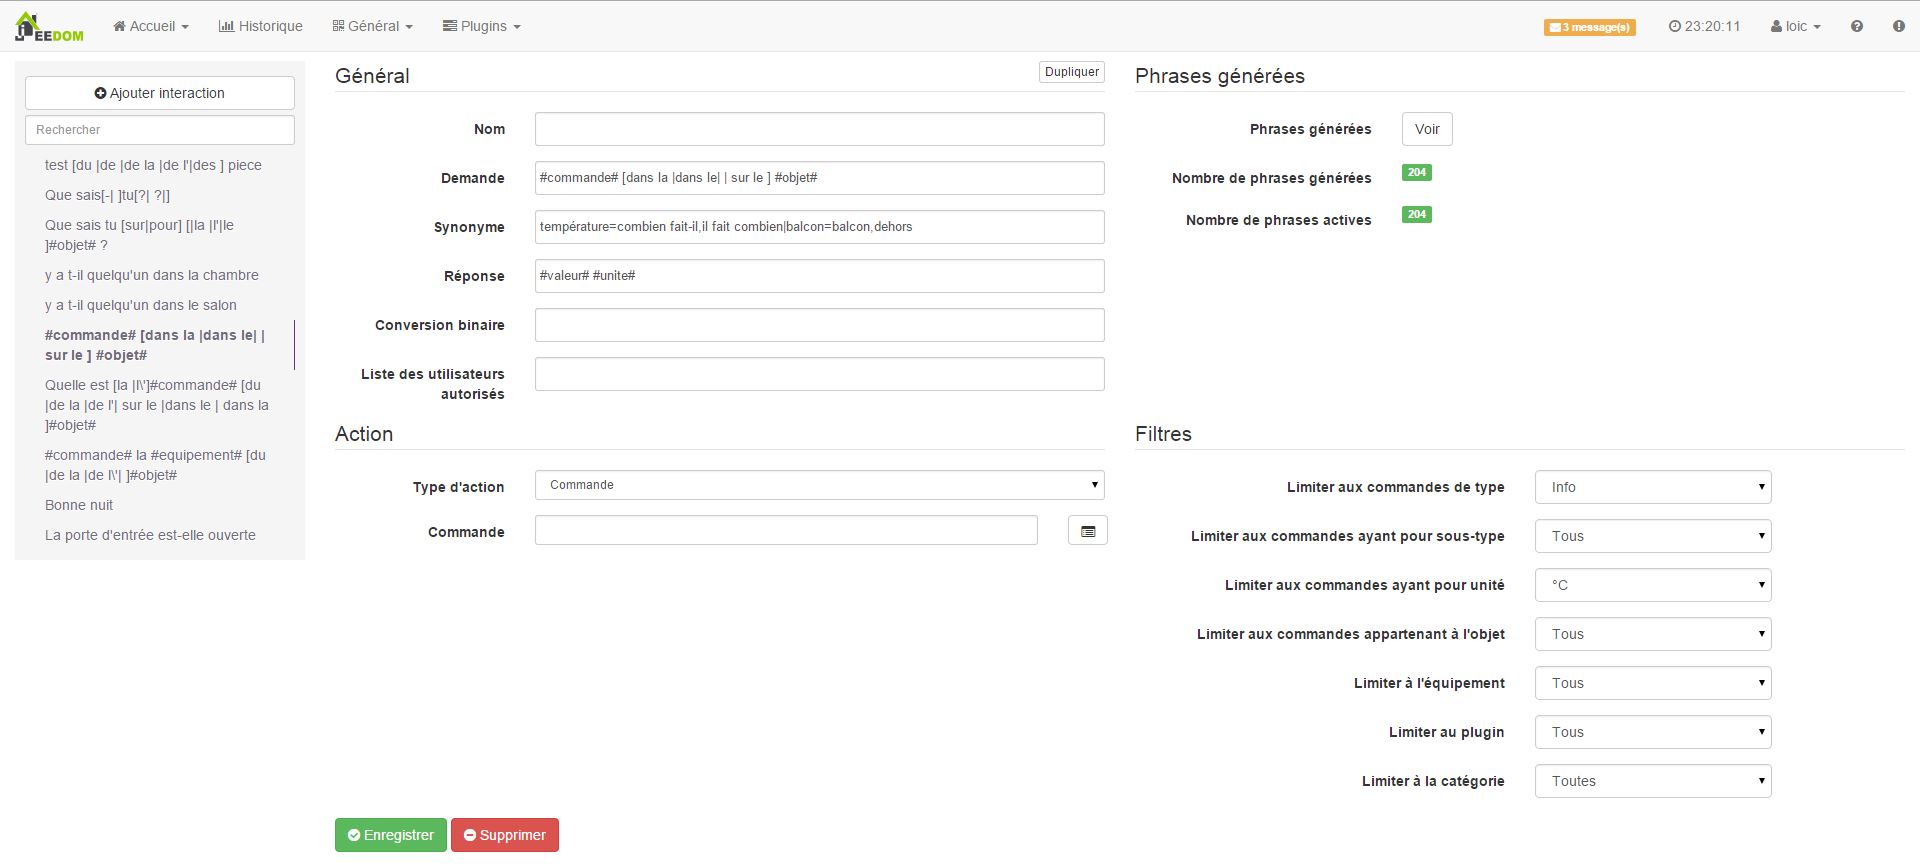 JEEDOM Accueil Historique Général Plugins 3 message(s) 23:20:11 loic
Ajouter interaction
Rechercher
test [du |de |de la |de l'|des ] piece
Que sais[-| ]tu[?| ?|]
Que sais tu [sur|pour] [|la |l'|le
]#objet# ?
y a t-il quelqu'un dans la chambre
y a t-il quelqu'un dans le salon
#commande# [dans la |dans le| |
sur le ] #objet#
Quelle est [la |l\']#commande# [du
|de la |de l'| sur le |dans le | dans la
]#objet#
#commande# la #equipement# [du
|de la |de l\'| ]#objet#
Bonne nuit
La porte d'entrée est-elle ouverte
Général Dupliquer
Nom
Demande #commande# [dans la |dans le| | sur le ] #objet#
Synonyme température=combien fait-il,il fait combien|balcon=balcon,dehors
Réponse #valeur# #unite#
Conversion binaire
Liste des utilisateurs
autorisés
Phrases générées
Phrases générées Voir
Nombre de phrases générées 204
Nombre de phrases actives 204
Action
Type d'action Commande
Commande
Filtres
Limiter aux commandes de type Info
Limiter aux commandes ayant pour sous-type Tous
Limiter aux commandes ayant pour unité °C
Limiter aux commandes appartenant à l'objet Tous
Limiter à l'équipement Tous
Limiter au plugin Tous
Limiter à la catégorie Toutes
Enregistrer Supprimer